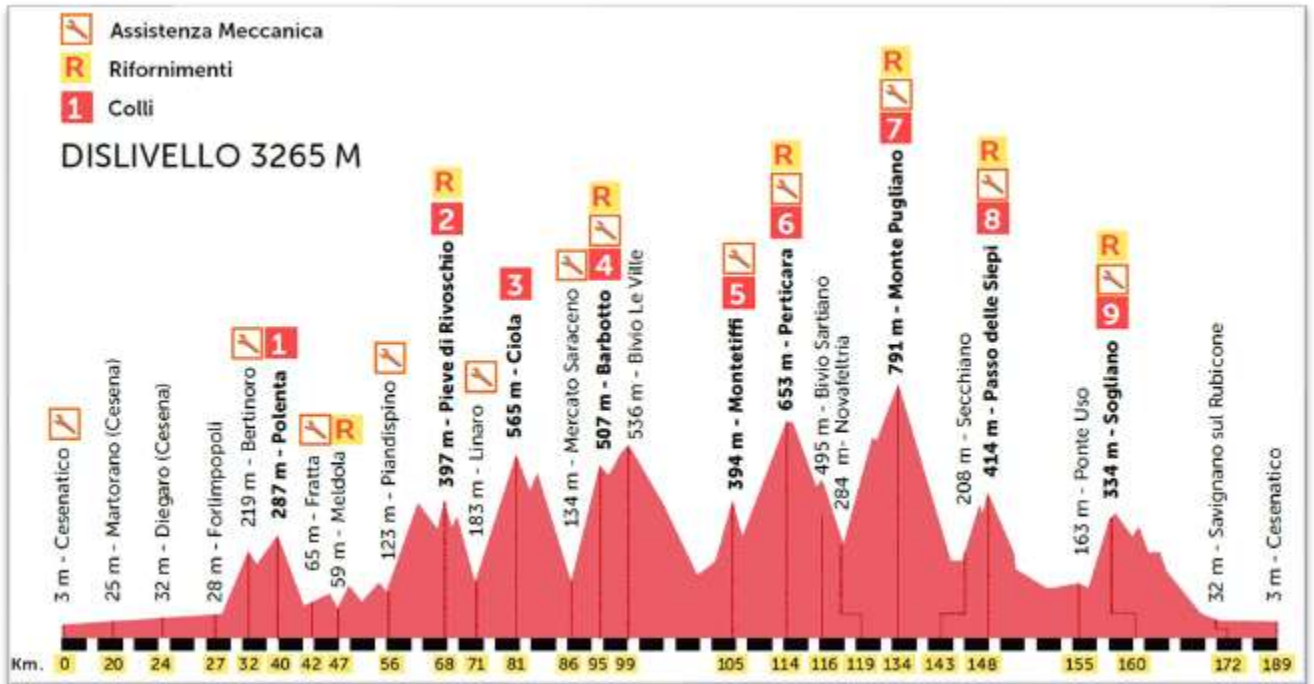 Assistenza Meccanica
R Rifornimenti
1 Colli
DISLIVELLO 3265 M
3 m - Cesenatico
25 m - Martorano (Cesena)
32 m - Diegaro (Cesena)
28 m - Forlimpopoli
219 m - Bertinoro
1
287 m - Polenta
65 m - Fratta
R
59 m - Meldola
123 m - Piandispino
R
2
397 m - Pieve di Rivoschio
183 m - Linaro
3
565 m - Ciola
134 m - Mercato Saraceno
R
4
507 m - Barbotto
536 m - Bivio Le Ville
5
394 m - Montetiffi
R
6
653 m - Perticara
495 m - Bivio Sartiano
284 m- Novafeltria
R
7
791 m - Monte Pugliano
208 m - Secchiano
R
8
414 m - Passo delle Siepi
163 m - Ponte Uso
R
9
334 m - Sogliano
32 m - Savignano sul Rubicone
3 m - Cesenatico
Km. 0 20 24 27 32 40 42 47 56 68 71 81 86 95 99 105 114 116 119 134 143 148 155 160 172 189